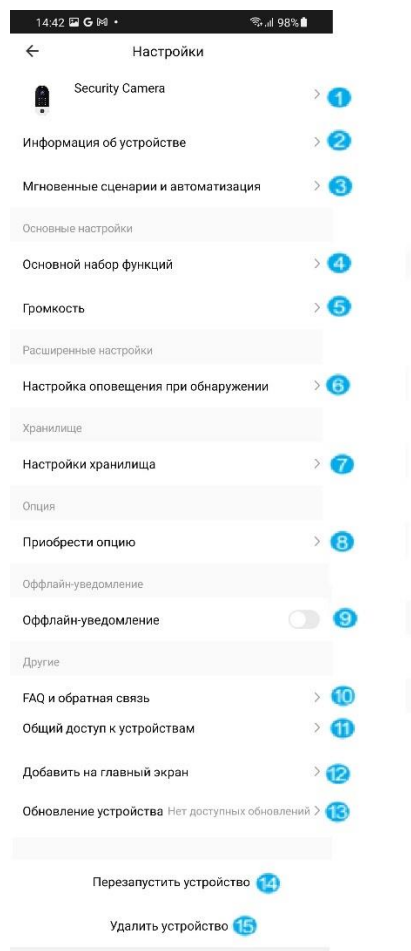 14:42 G 98%
Настройки
Security Camera 1
Информация об устройстве 2
Мгновенные сценарии и автоматизация 3
Основные настройки
Основной набор функций 4
Громкость 5
Расширенные настройки
Настройка оповещения при обнаружении 6
Хранилище
Настройки хранилища 7
Опция
Приобрести опцию 8
Оффлайн-уведомление
Оффлайн-уведомление 9
Другие
FAQ и обратная связь 10
Общий доступ к устройствам 11
Добавить на главный экран 12
Обновление устройства Нет доступных обновлений 13
Перезапустить устройство 14
Удалить устройство 15